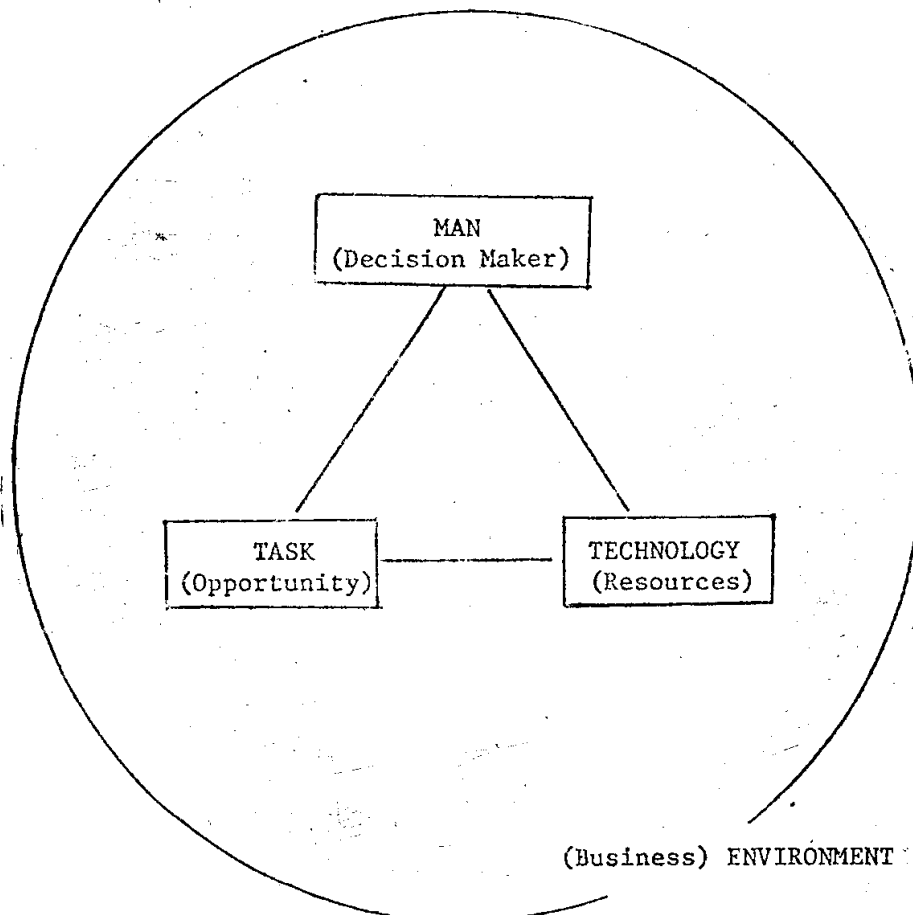 MAN
(Decision Maker)
TASK
(Opportunity)
TECHNOLOGY
(Resources)
(Business) ENVIRONMENT